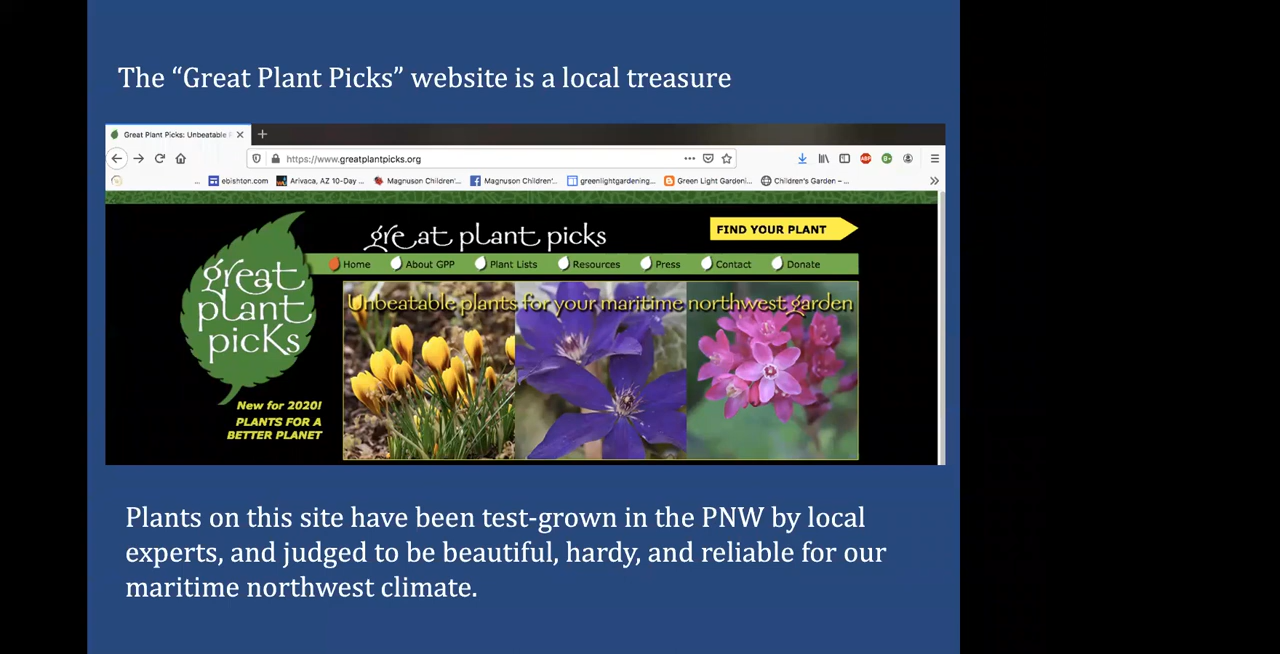 The “Great Plant Picks” website is a local treasure
Great Plant Picks: Unbeatable
https://www.greatplantpicks.org
ebishton.com
Arivaca, AZ 10-Day ...
Magnuson Children'...
Magnuson Children'...
greenlightgardening...
Green Light Gardeni...
Children's Garden – ...
great plant picks
FIND YOUR PLANT
Home
About GPP
Plant Lists
Resources
Press
Contact
Donate
great
plant
picks
Unbeatable plants for your maritime northwest garden
New for 2020!
PLANTS FOR A
BETTER PLANET
Plants on this site have been test-grown in the PNW by local
experts, and judged to be beautiful, hardy, and reliable for our
maritime northwest climate.